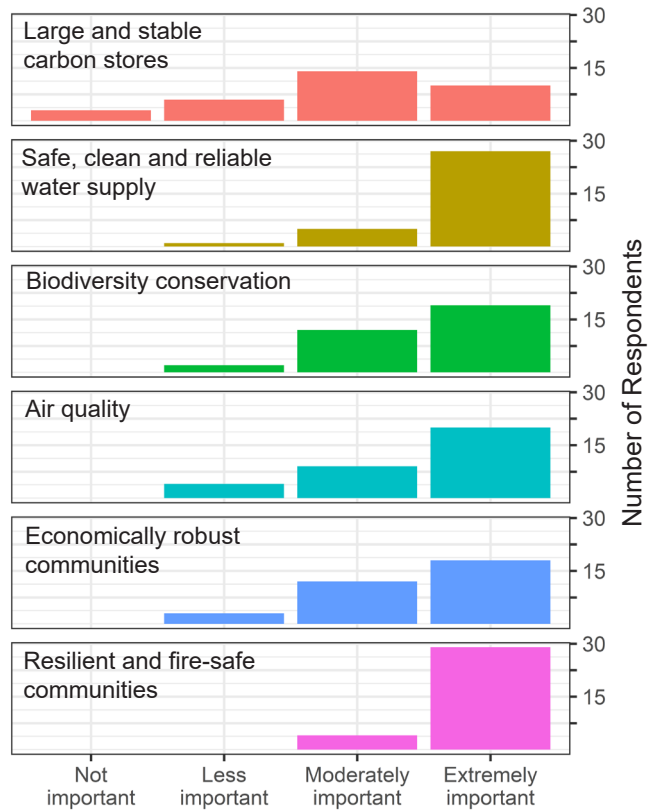 Large and stable
carbon stores
30
15
Safe, clean and reliable
water supply
30
15
Biodiversity conservation
30
15
Air quality
30
15
Economically robust
communities
30
15
Resilient and fire-safe
communities
30
15
Number of Respondents
Not
important
Less
important
Moderately
important
Extremely
important